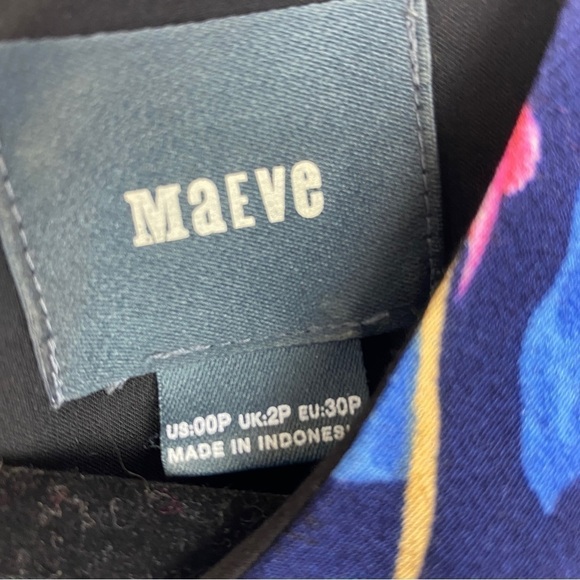 MaEVe
US:00P UK:2P EU:30P
MADE IN INDONES